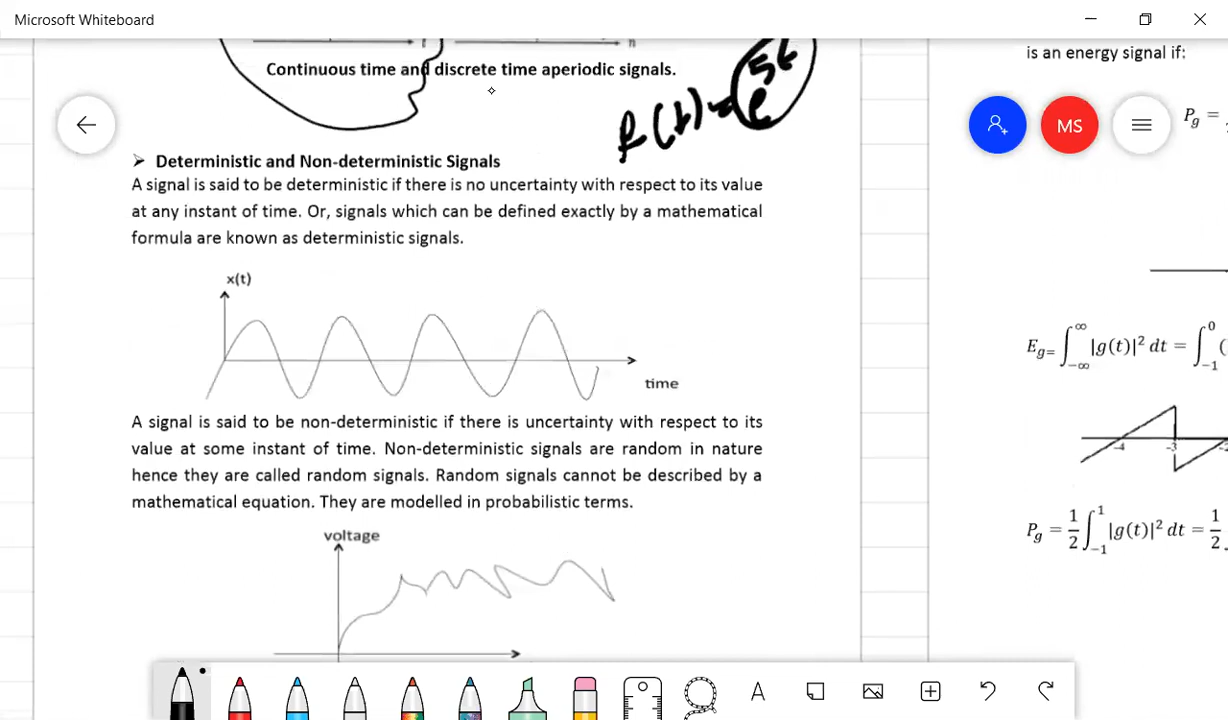 Microsoft Whiteboard
n
is an energy signal if:
Continuous time and discrete time aperiodic signals.
f(t)=e^5t
MS
P_g =
➤ Deterministic and Non-deterministic Signals
A signal is said to be deterministic if there is no uncertainty with respect to its value
at any instant of time. Or, signals which can be defined exactly by a mathematical
formula are known as deterministic signals.
x(t)
time
E_g= ∫_−∞^∞ |g(t)|² dt = ∫_−1^0 (
A signal is said to be non-deterministic if there is uncertainty with respect to its
value at some instant of time. Non-deterministic signals are random in nature
hence they are called random signals. Random signals cannot be described by a
mathematical equation. They are modelled in probabilistic terms.
-4 -3
voltage
P_g = 1/2 ∫_−1^1 |g(t)|² dt = 1/2
A